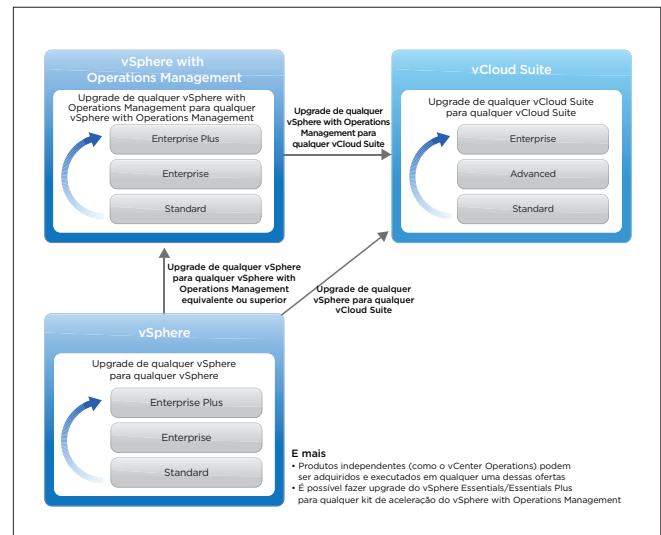 vSphere with
Operations Management
Upgrade de qualquer vSphere with
Operations Management para qualquer
vSphere with Operations Management
Enterprise Plus
Enterprise
Standard
Upgrade de qualquer
vSphere with Operations
Management para
qualquer vCloud Suite
vCloud Suite
Upgrade de qualquer vCloud Suite
para qualquer vCloud Suite
Enterprise
Advanced
Standard
Upgrade de qualquer vSphere
para qualquer vSphere with
Operations Management
equivalente ou superior
Upgrade de qualquer
vSphere para qualquer
vCloud Suite
vSphere
Upgrade de qualquer vSphere
para qualquer vSphere
Enterprise Plus
Enterprise
Standard
E mais
• Produtos independentes (como o vCenter Operations) podem
ser adquiridos e executados em qualquer uma dessas ofertas
• É possível fazer upgrade do vSphere Essentials/Essentials Plus
para qualquer kit de aceleração do vSphere with Operations Management